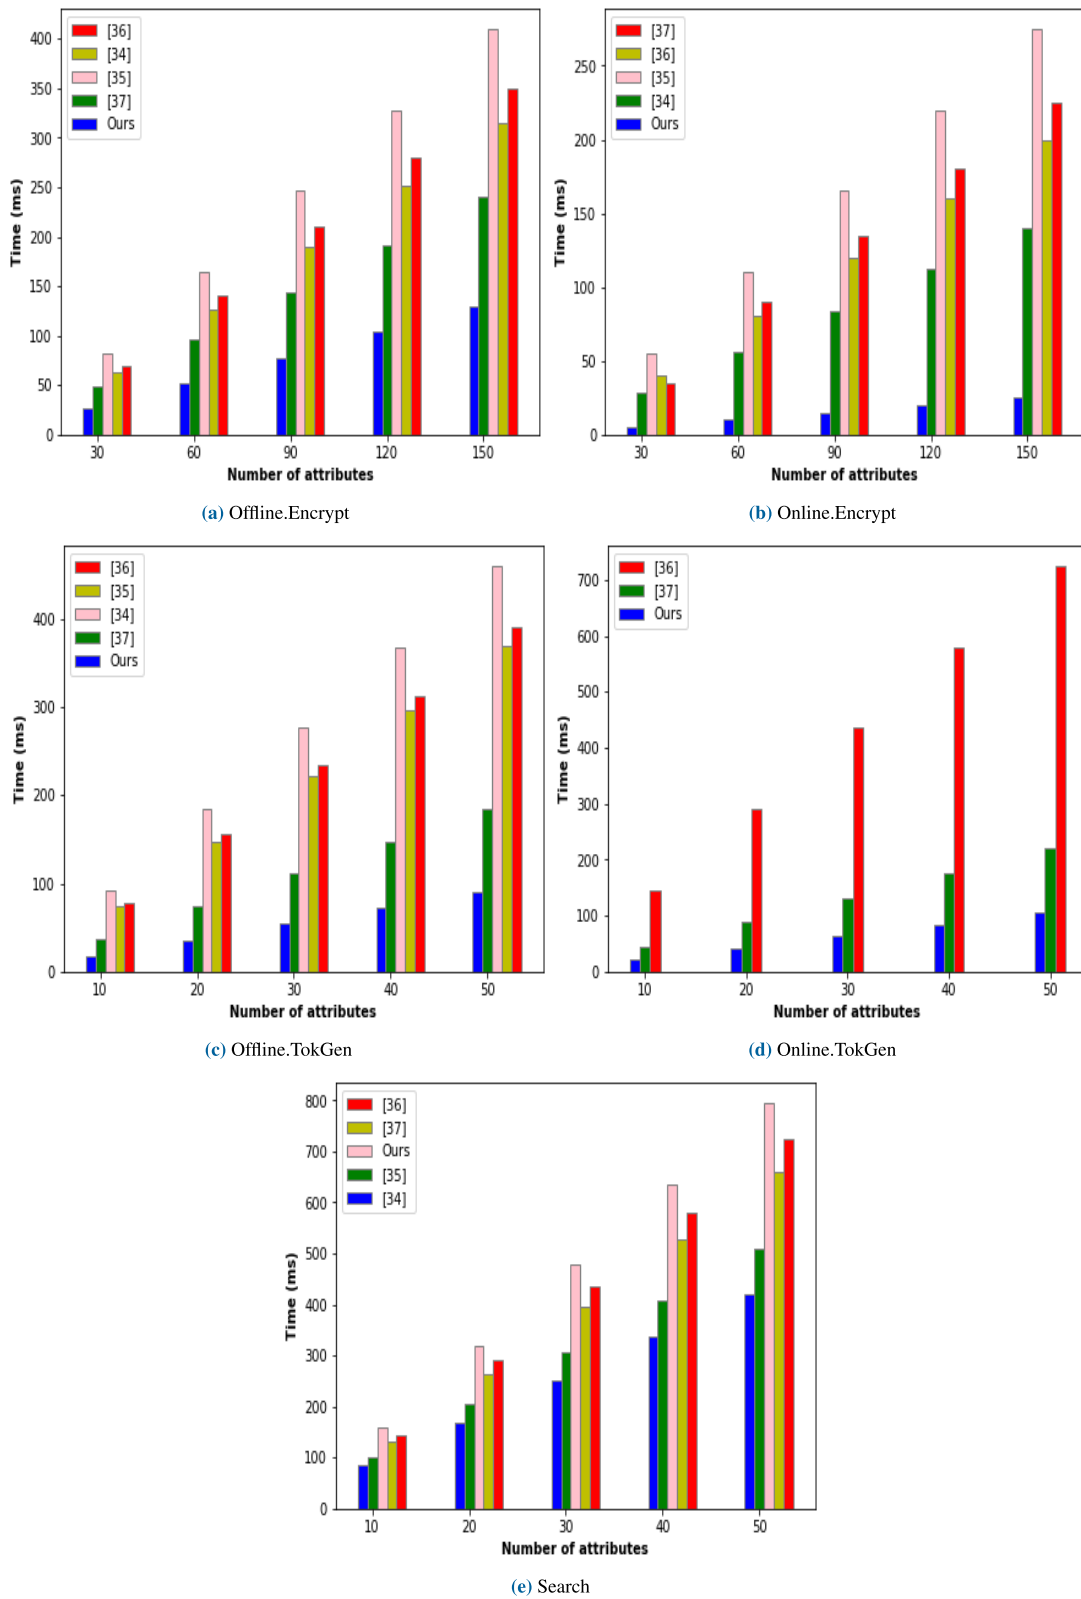 [36]
[34]
[35]
[37]
Ours
400
350
300
250
200
150
100
50
0
Time (ms)
30 60 90 120 150
Number of attributes
(a) Offline.Encrypt
[37]
[36]
[35]
[34]
Ours
250
200
150
100
50
0
Time (ms)
30 60 90 120 150
Number of attributes
(b) Online.Encrypt
[36]
[35]
[34]
[37]
Ours
400
300
200
100
0
Time (ms)
10 20 30 40 50
Number of attributes
(c) Offline.TokGen
[36]
[37]
Ours
700
600
500
400
300
200
100
0
Time (ms)
10 20 30 40 50
Number of attributes
(d) Online.TokGen
[36]
[37]
Ours
[35]
[34]
800
700
600
500
400
300
200
100
0
Time (ms)
10 20 30 40 50
Number of attributes
(e) Search